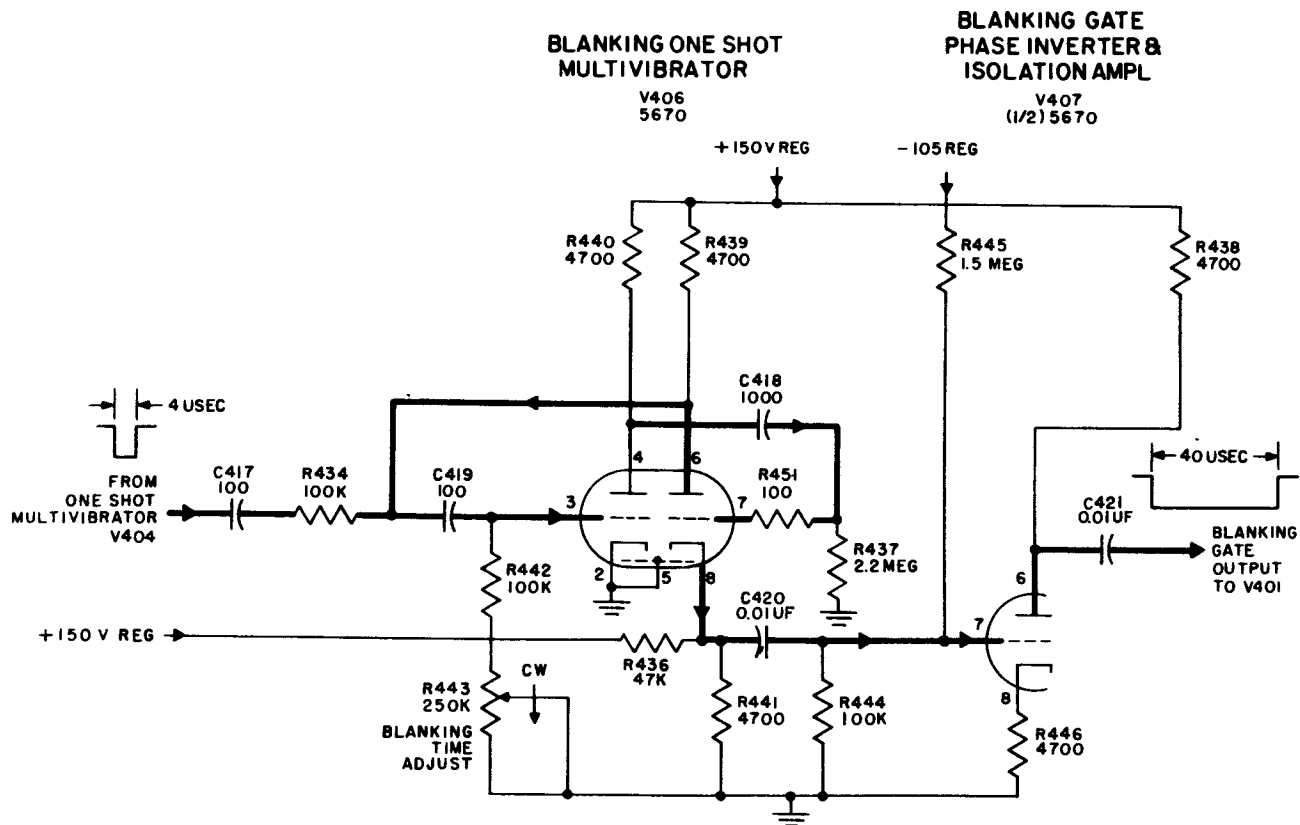 BLANKING ONE SHOT
MULTIVIBRATOR
V406
5670
BLANKING GATE
PHASE INVERTER &
ISOLATION AMPL
V407
(1/2) 5670
+150V REG
-105 REG
R440
4700
R439
4700
R445
1.5 MEG
R438
4700
4 USEC
FROM
ONE SHOT
MULTIVIBRATOR
V404
C417
100
R434
100K
C419
100
C418
1000
4
6
3
7
R451
100
2
5
8
R437
2.2 MEG
R442
100K
C420
0.01UF
+150 V REG
R436
47K
R443
250K
CW
BLANKING
TIME
ADJUST
R441
4700
R444
100K
40 USEC
C421
0.01UF
BLANKING
GATE
OUTPUT
TO V401
6
7
8
R446
4700